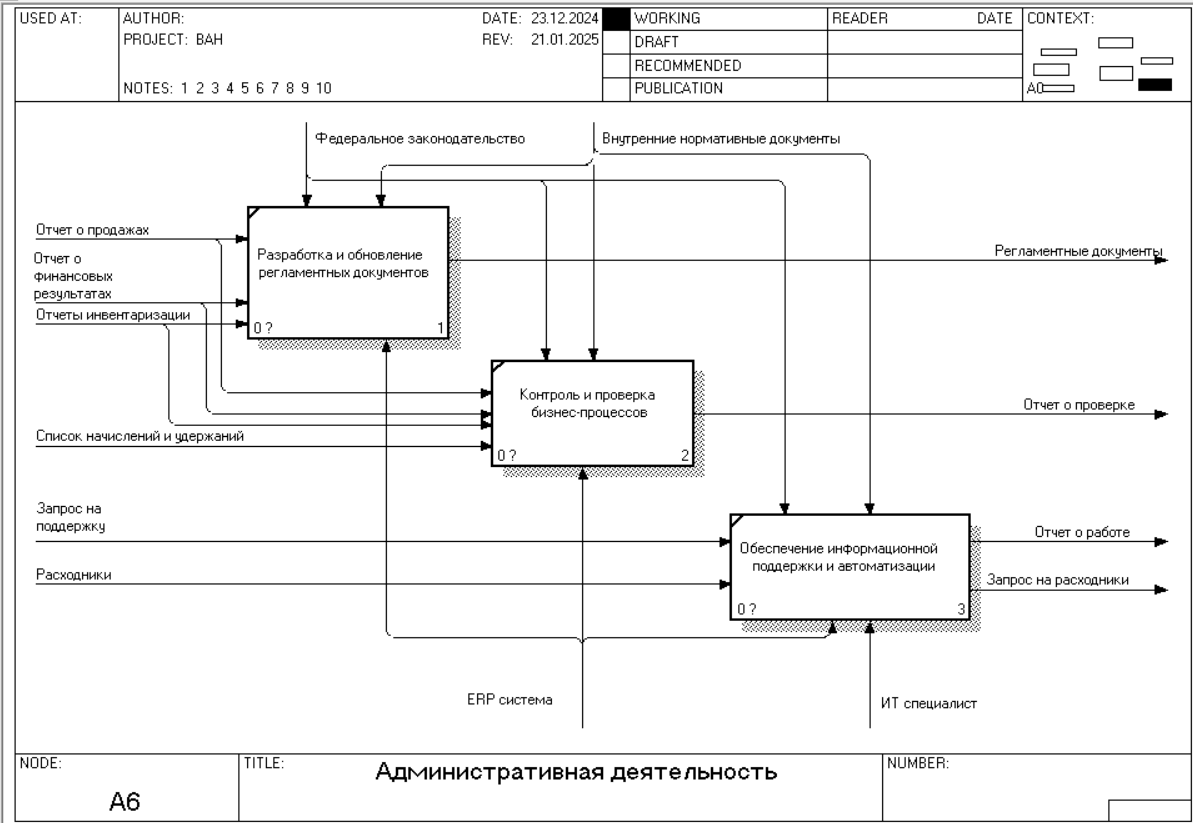 USED AT:
AUTHOR:
DATE: 23.12.2024
WORKING
READER
DATE
CONTEXT:
PROJECT: ВАН
REV: 21.01.2025
DRAFT
RECOMMENDED
NOTES: 1 2 3 4 5 6 7 8 9 10
PUBLICATION
A0
Федеральное законодательство
Внутренние нормативные документы
Отчет о продажах
Отчет о
финансовых
результатах
Отчеты инвентаризации
Разработка и обновление
регламентных документов
0 ?
1
Регламентные документы
Контроль и проверка
бизнес-процессов
0 ?
2
Отчет о проверке
Список начислений и удержаний
Запрос на
поддержку
Расходники
Обеспечение информационной
поддержки и автоматизации
0 ?
3
Отчет о работе
Запрос на расходники
ERP система
ИТ специалист
NODE:
A6
TITLE:
Административная деятельность
NUMBER: